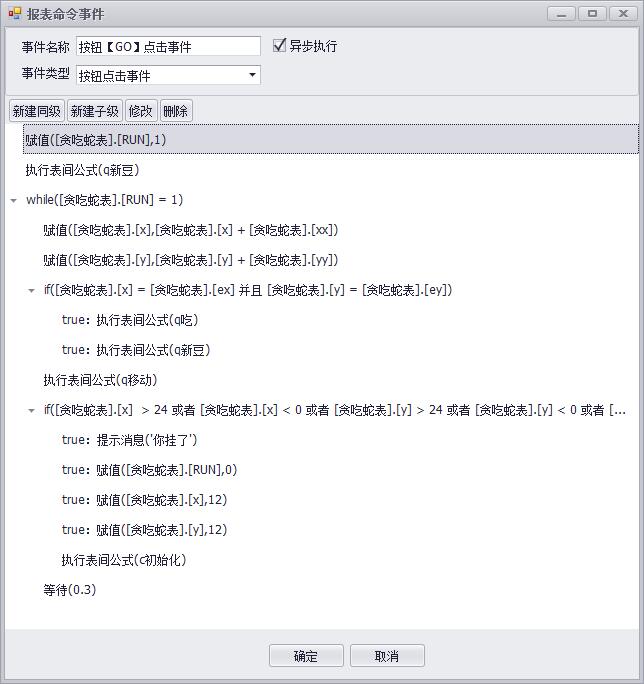 报表命令事件
事件名称 按钮【GO】点击事件 异步执行
事件类型 按钮点击事件
新建同级 新建子级 修改 删除
赋值([贪吃蛇表].[RUN],1)
执行表间公式(q新豆)
while([贪吃蛇表].[RUN] = 1)
赋值([贪吃蛇表].[x],[贪吃蛇表].[x] + [贪吃蛇表].[xx])
赋值([贪吃蛇表].[y],[贪吃蛇表].[y] + [贪吃蛇表].[yy])
if([贪吃蛇表].[x] = [贪吃蛇表].[ex] 并且 [贪吃蛇表].[y] = [贪吃蛇表].[ey])
true：执行表间公式(q吃)
true：执行表间公式(q新豆)
执行表间公式(q移动)
if([贪吃蛇表].[x]  > 24 或者 [贪吃蛇表].[x] < 0 或者 [贪吃蛇表].[y] > 24 或者 [贪吃蛇表].[y] < 0 或者 [...
true：提示消息('你挂了')
true：赋值([贪吃蛇表].[RUN],0)
true：赋值([贪吃蛇表].[x],12)
true：赋值([贪吃蛇表].[y],12)
执行表间公式(c初始化)
等待(0.3)
确定 取消